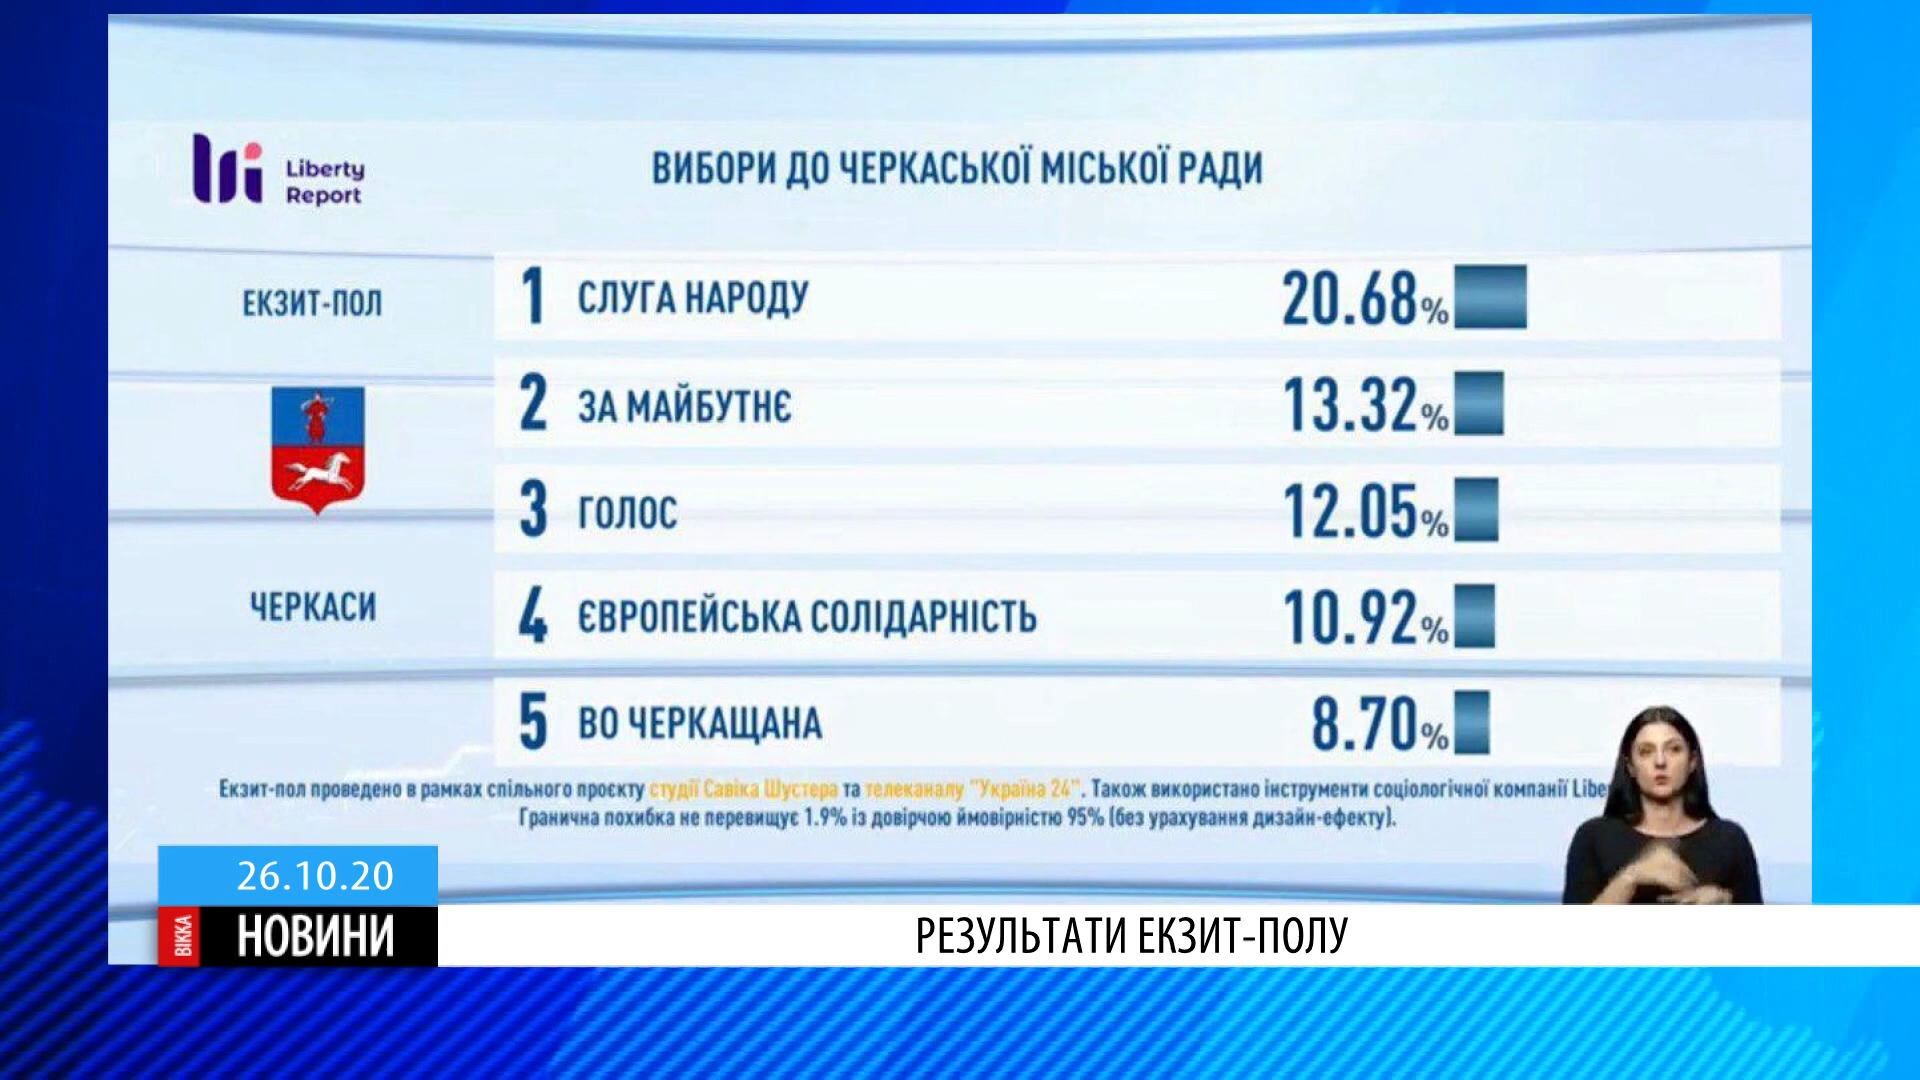 Liberty
Report
ВИБОРИ ДО ЧЕРКАСЬКОЇ МІСЬКОЇ РАДИ
ЕКЗИТ-ПОЛ
ЧЕРКАСИ
1 СЛУГА НАРОДУ 20.68%
2 ЗА МАЙБУТНЄ 13.32%
3 ГОЛОС 12.05%
4 ЄВРОПЕЙСЬКА СОЛІДАРНІСТЬ 10.92%
5 ВО ЧЕРКАЩАНА 8.70%
Екзит-пол проведено в рамках спільного проєкту студії Савіка Шустера та телеканалу "Україна 24". Також використано інструменти соціологічної компанії
Гранична похибка не перевищує 1.9% із довірчою ймовірністю 95% (без урахування дизайн-ефекту).
26.10.20
ВІККА НОВИНИ
РЕЗУЛЬТАТИ ЕКЗИТ-ПОЛУ